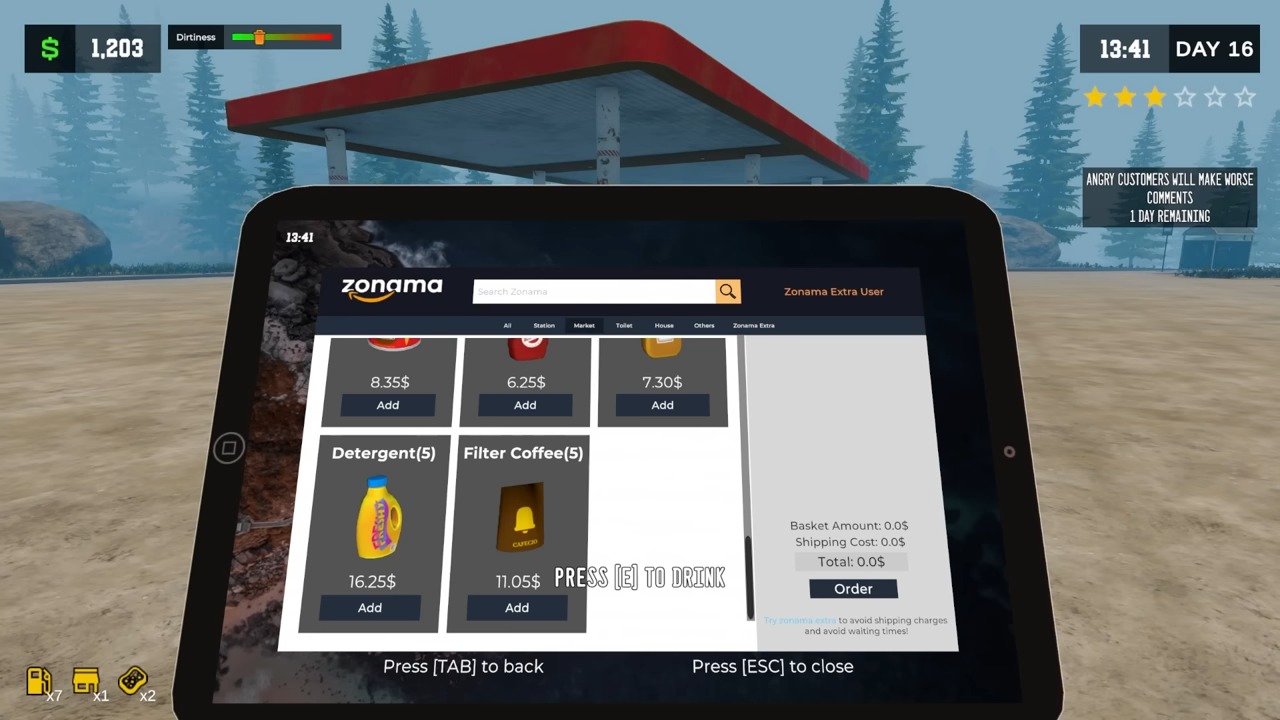 $ 1,203
Dirtiness
13:41 DAY 16
ANGRY CUSTOMERS WILL MAKE WORSE
COMMENTS
1 DAY REMAINING
13:41
zonama
Search Zonama
Zonama Extra User
All Station Market Toilet House Others Zonama Extra
8.35$ 6.25$ 7.30$
Add Add Add
Detergent(5) Filter Coffee(5)
CAFECIO
16.25$ 11.05$
Add Add
PRESS [E] TO DRINK
Basket Amount: 0.0$
Shipping Cost: 0.0$
Total: 0.0$
Order
Try zonama extra to avoid shipping charges
and avoid waiting times!
Press [TAB] to back Press [ESC] to close
x7 x1 x2